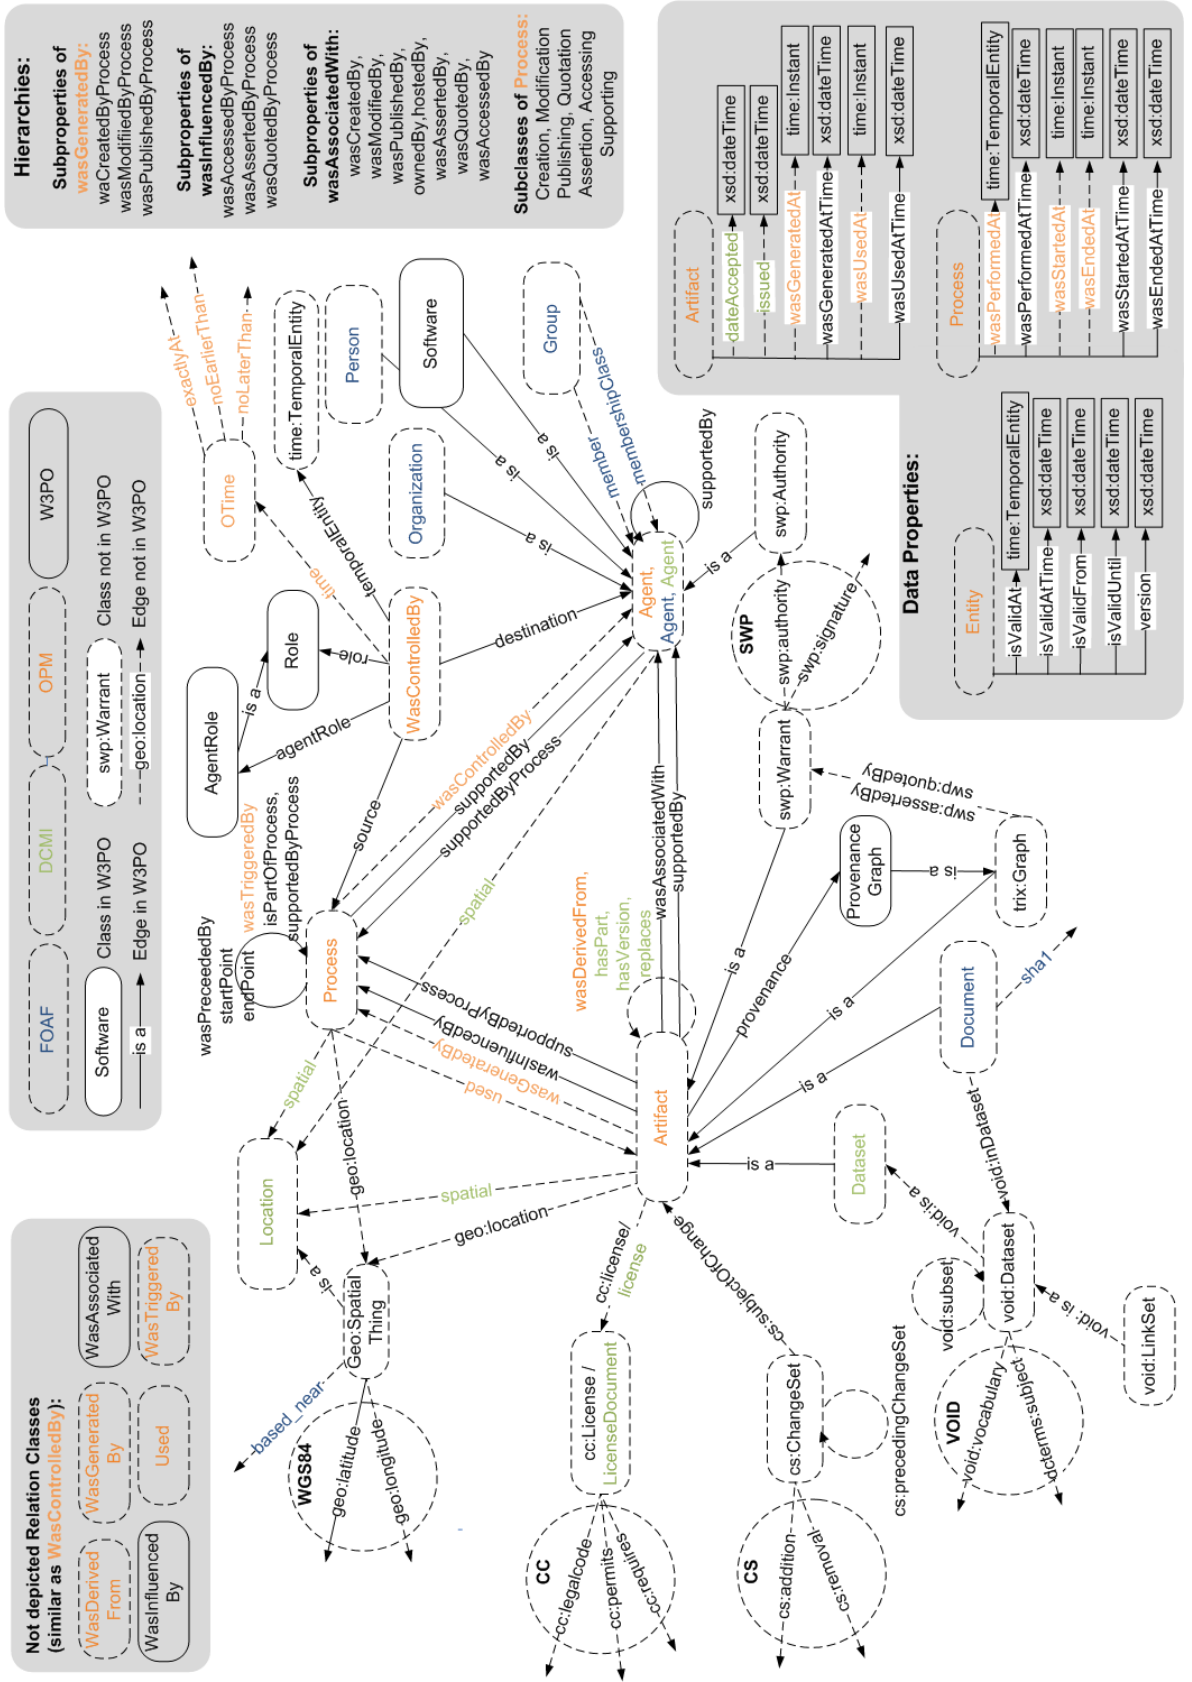 Not depicted Relation Classes
(similar as WasControlledBy):
WasDerived
From
WasGenerated
By
WasAssociated
With
WasInfluenced
By
Used
WasTriggered
By
FOAF
DCMI
OPM
W3PO
Software
Class in W3PO
swp:Warrant
Class not in W3PO
is a
Edge in W3PO
geo:location
Edge not in W3PO
Hierarchies:
Subproperties of
wasGeneratedBy:
waCreatedByProcess
wasModifiiedByProcess
wasPublishedByProcess
Subproperties of
wasInfluencedBy:
wasAccessedByProcess
wasAssertedByProcess
wasQuotedByProcess
Subproperties of
wasAssociatedWith:
wasCreatedBy,
wasModifiedBy,
wasPublishedBy,
ownedBy,hostedBy,
wasAssertedBy,
wasQuotedBy,
wasAccessedBy
Subclasses of Process:
Creation, Modification
Publishing, Quotation
Assertion, Accessing
Supporting
based_near
WGS84
geo:latitude
geo:longitude
Geo:Spatial
Thing
is a
Location
spatial
geo:location
wasPreceededBy
startPoint
endPoint
wasTriggeredBy
isPartOfProcess,
supportedByProcess
Process
AgentRole
is a
Role
agentRole
role
source
WasControlledBy
time
temporalEntity
destination
OTime
exactlyAt
noEarlierThan
noLaterThan
time:TemporalEntity
Person
Software
Organization
Group
is a
is a
is a
member
membershipClass
Agent,
Agent, Agent
supportedBy
wasControlledBy
supportedBy
supportedByProcess
spatial
spatial
geo:location
used
wasGeneratedBy
wasInfluencedBy
supportedByProcess
wasDerivedFrom,
hasPart,
hasVersion,
replaces
wasAssociatedWith
supportedBy
Artifact
cc:license/
license
CC
cc:legalcode
cc:permits
cc:requires
cc:License /
LicenseDocument
cs:subjectOfChange
CS
cs:addition
cs:removal
cs:ChangeSet
cs:precedingChangeSet
is a
Dataset
is a
void:is a
void:inDataset
Document
sha1
VOID
void:vocabulary
dcterms:subject
void:subset
void:Dataset
void: is a
void:LinkSet
is a
provenance
is a
Provenance
Graph
is a
trix:Graph
swp:assertedBy
swp:quotedBy
swp:Warrant
SWP
swp:authority
swp:signature
is a
swp:Authority
Data Properties:
Artifact
dateAccepted
xsd:dateTime
issued
xsd:dateTime
wasGeneratedAt
time:Instant
wasGeneratedAtTime
xsd:dateTime
wasUsedAt
time:Instant
wasUsedAtTime
xsd:dateTime
Entity
isValidAt
time:TemporalEntity
isValidAtTime
xsd:dateTime
isValidFrom
xsd:dateTime
isValidUntil
xsd:dateTime
version
xsd:dateTime
Process
wasPerformedAt
time:TemporalEntity
wasPerformedAtTime
xsd:dateTime
wasStartedAt
time:Instant
wasEndedAt
time:Instant
wasStartedAtTime
xsd:dateTime
wasEndedAtTime
xsd:dateTime